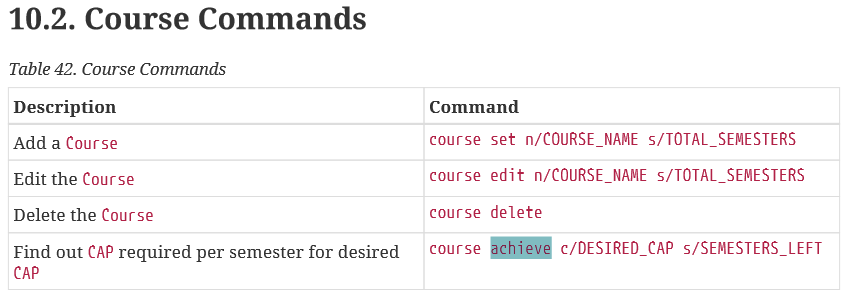 10.2. Course Commands
Table 42. Course Commands
Description Command
Add a Course course set n/COURSE_NAME s/TOTAL_SEMESTERS
Edit the Course course edit n/COURSE_NAME s/TOTAL_SEMESTERS
Delete the Course course delete
Find out CAP required per semester for desired course achieve c/DESIRED_CAP s/SEMESTERS_LEFT
CAP